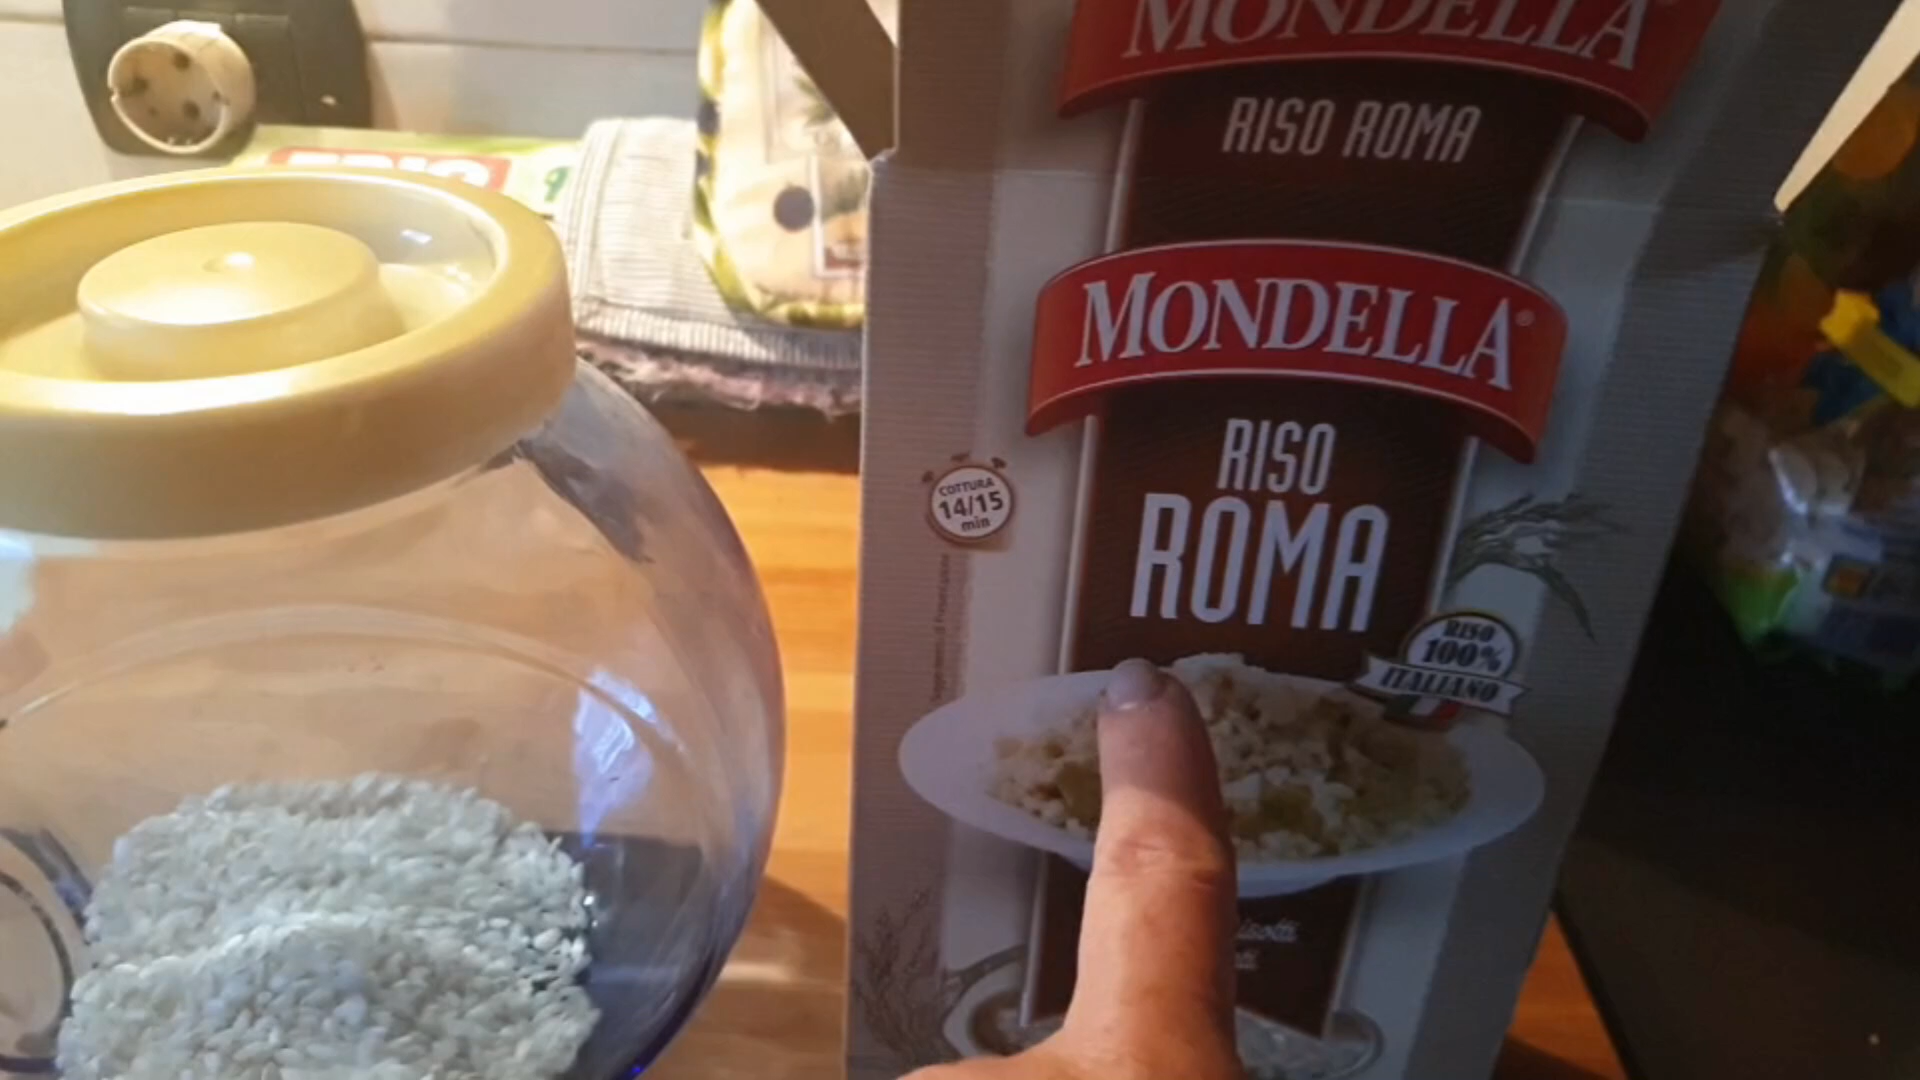 MONDELLA
RISO ROMA
MONDELLA®
RISO
ROMA
COTTURA
14/15
min
RISO
100%
ITALIANO